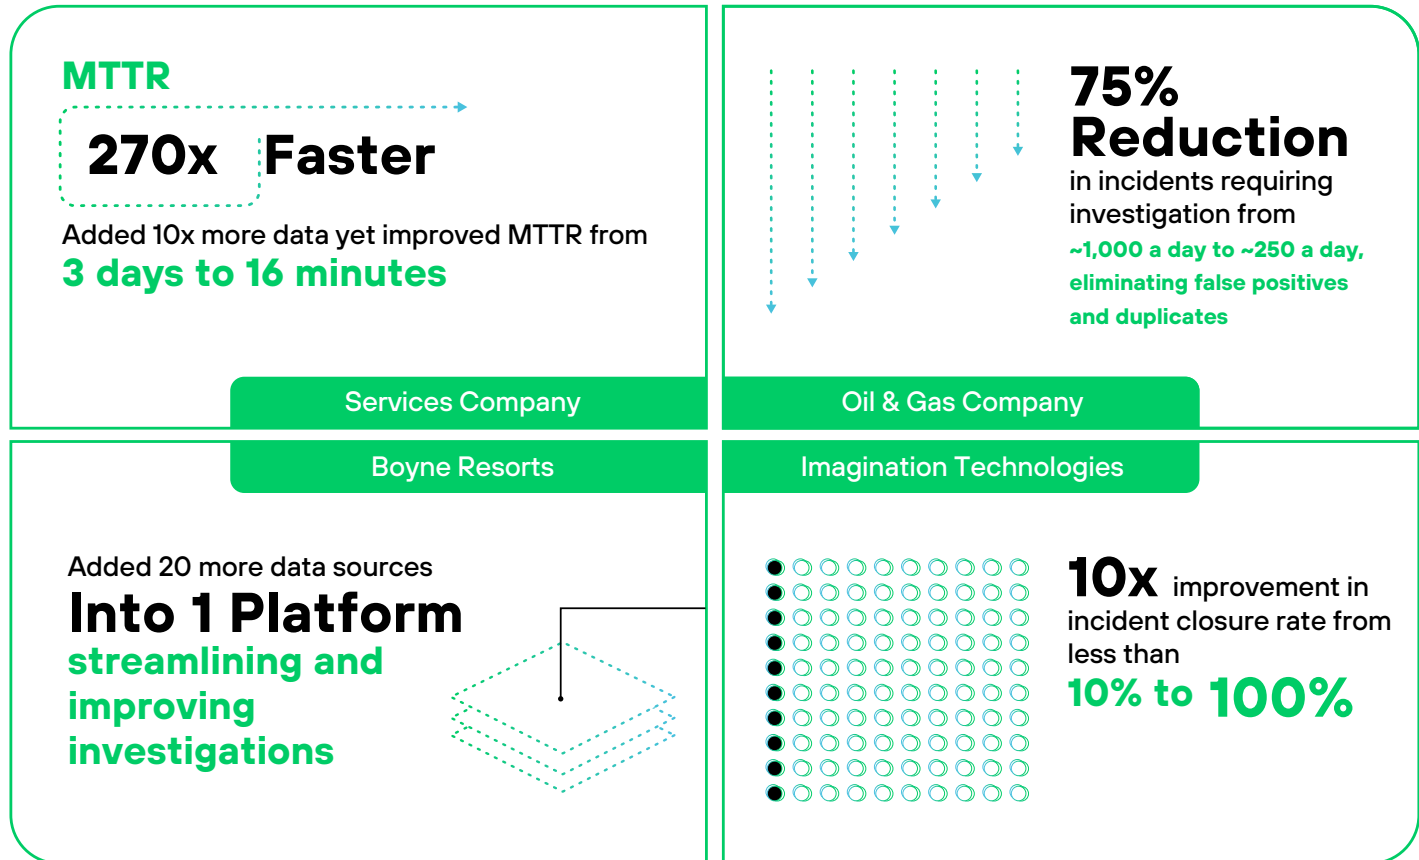 MTTR
270x Faster
Added 10x more data yet improved MTTR from
3 days to 16 minutes
Services Company
75%
Reduction
in incidents requiring
investigation from
~1,000 a day to ~250 a day,
eliminating false positives
and duplicates
Oil & Gas Company
Boyne Resorts
Added 20 more data sources
Into 1 Platform
streamlining and
improving
investigations
Imagination Technologies
10x improvement in
incident closure rate from
less than
10% to 100%